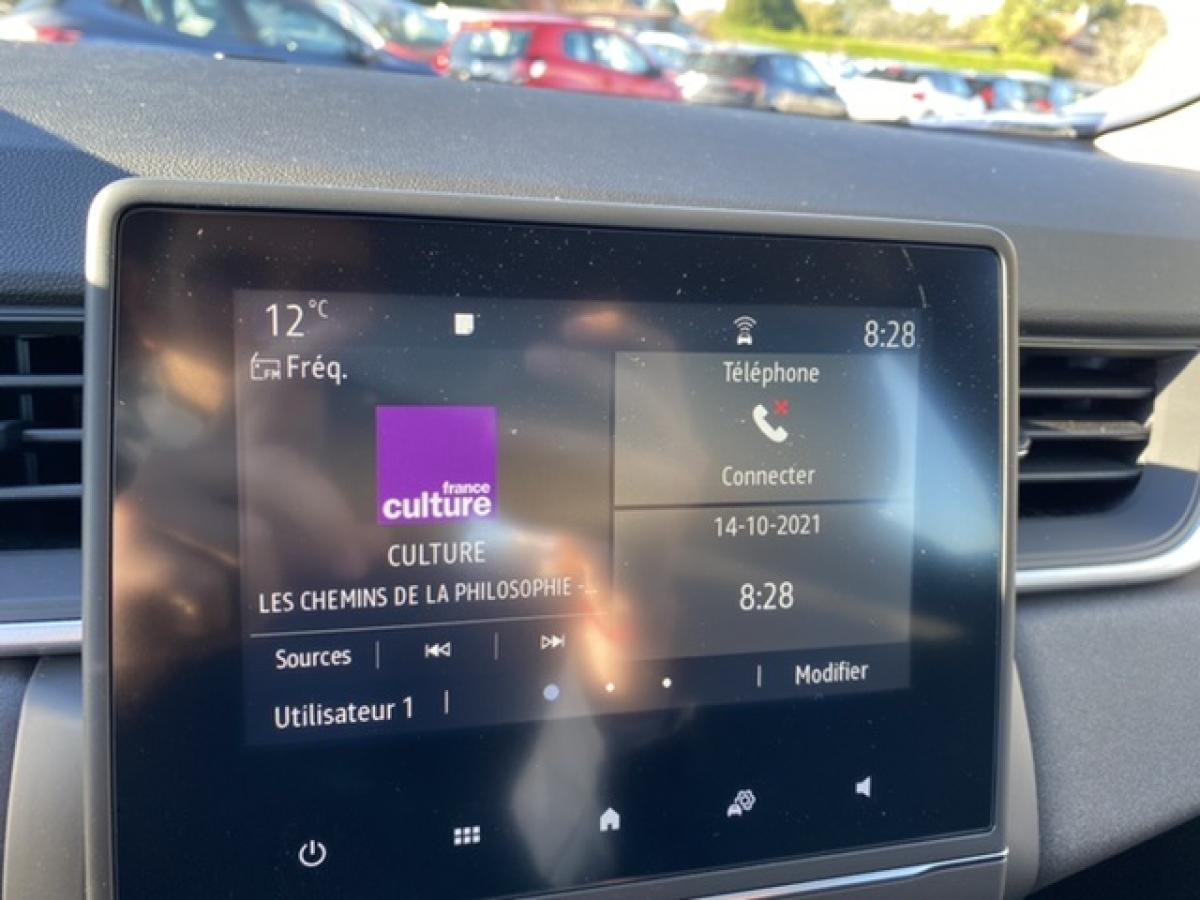 12°C
8:28
FM Fréq.
Téléphone
france
culture
Connecter
CULTURE
14-10-2021
LES CHEMINS DE LA PHILOSOPHIE -...
8:28
Sources
Modifier
Utilisateur 1